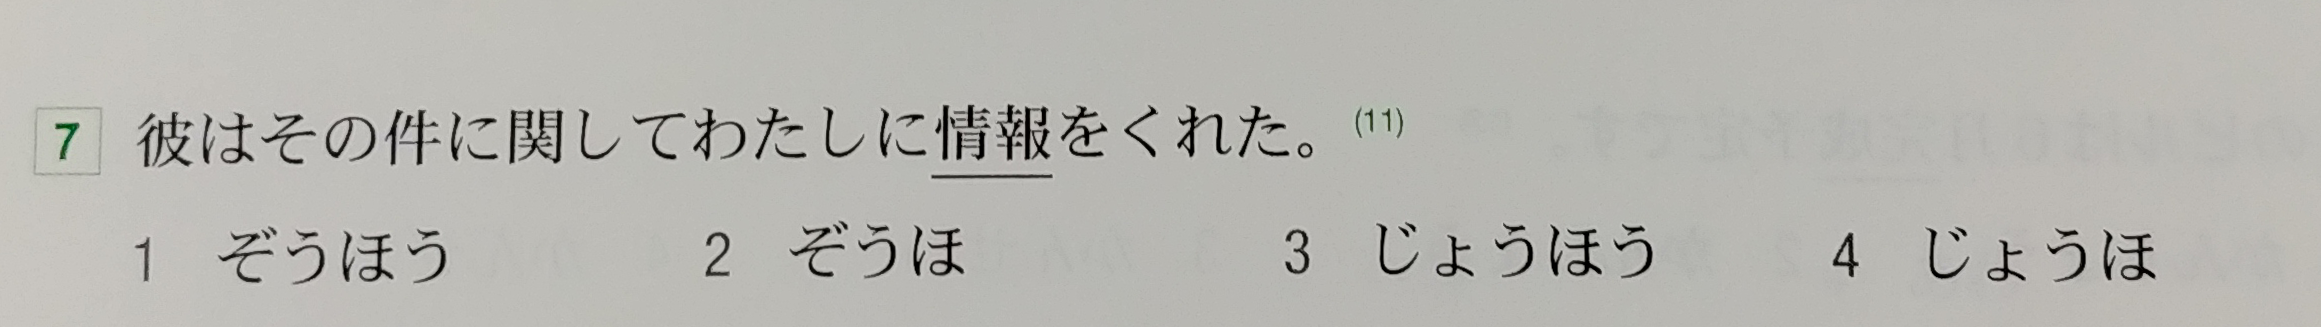 7 彼はその件に関してわたしに情報をくれた。(11)
1 ぞうほう 2 ぞうほ 3 じょうほう 4 じょうほ